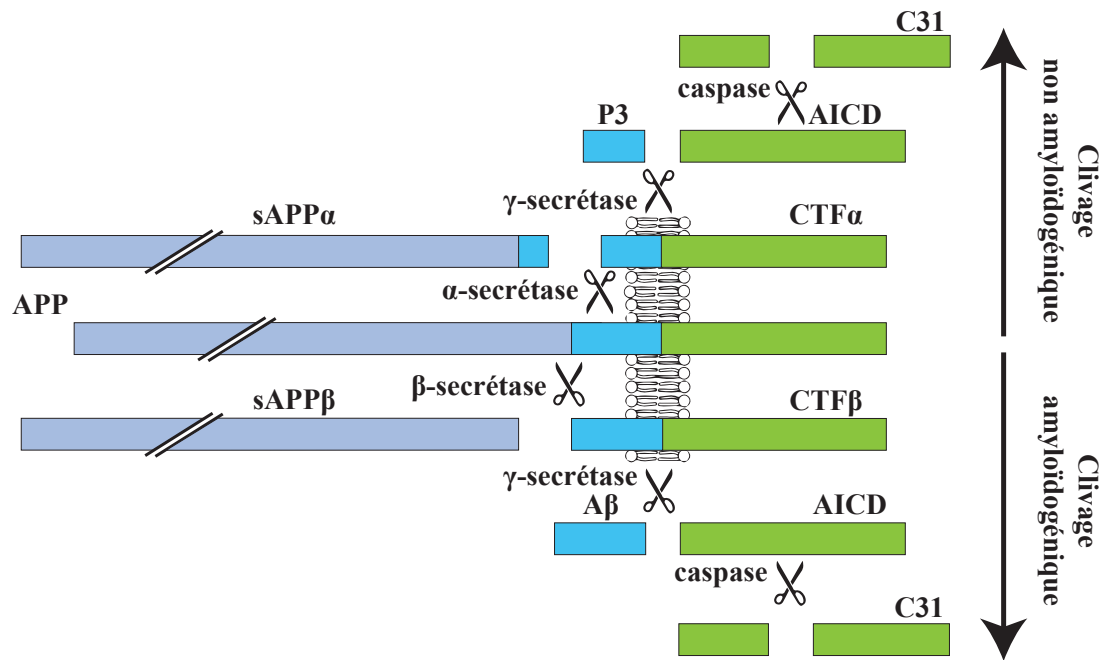 C31
caspase
P3
AICD
γ-secrétase
sAPPα
CTFα
α-secrétase
APP
β-secrétase
sAPPβ
CTFβ
γ-secrétase
Aβ
AICD
caspase
C31
Clivage
non amyloïdogénique
Clivage
amyloïdogénique